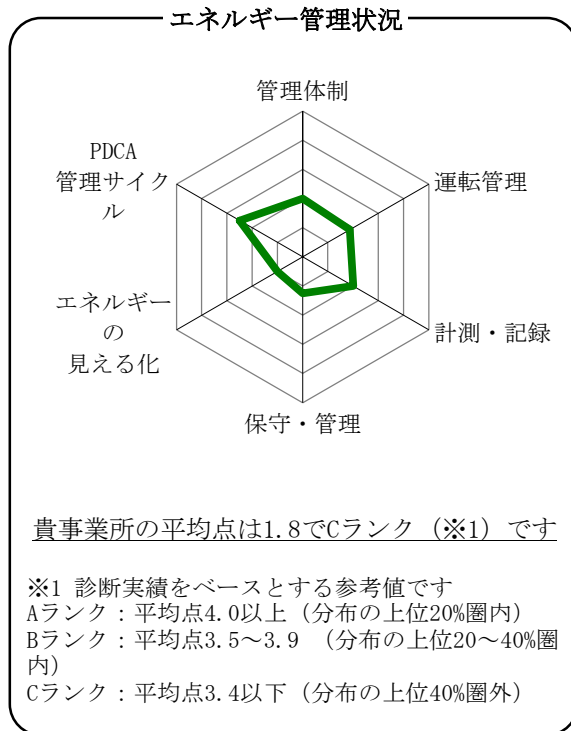 エネルギー管理状況
管理体制
PDCA
管理サイク
ル
運転管理
エネルギー
の
見える化
計測・記録
保守・管理
貴事業所の平均点は1.8でCランク（※1）です
※1 診断実績をベースとする参考値です
Aランク：平均点4.0以上（分布の上位20%圏内）
Bランク：平均点3.5～3.9 （分布の上位20～40%圏
内）
Cランク：平均点3.4以下（分布の上位40%圏外）